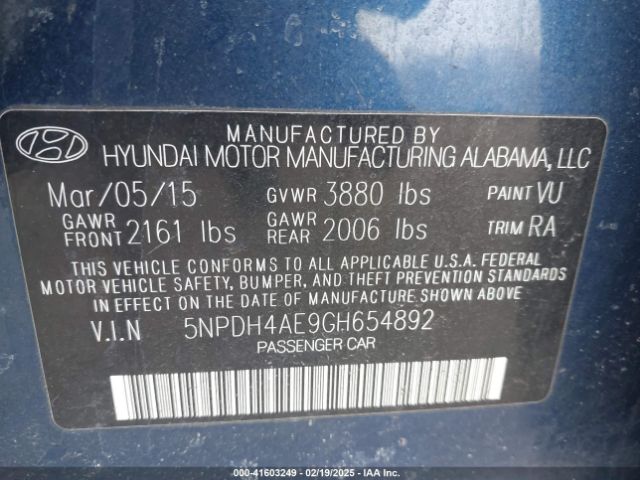 MANUFACTURED BY
HYUNDAI MOTOR MANUFACTURING ALABAMA, LLC
Mar/05/15 GVWR 3880 lbs PAINT VU
GAWR FRONT 2161 lbs GAWR REAR 2006 lbs TRIM RA
THIS VEHICLE CONFORMS TO ALL APPLICABLE U.S.A. FEDERAL
MOTOR VEHICLE SAFETY, BUMPER, AND THEFT PREVENTION STANDARDS
IN EFFECT ON THE DATE OF MANUFACTURE SHOWN ABOVE.
V.I.N 5NPDH4AE9GH654892
PASSENGER CAR
© - 41603249 - 02/19/2025 - IAA Inc.